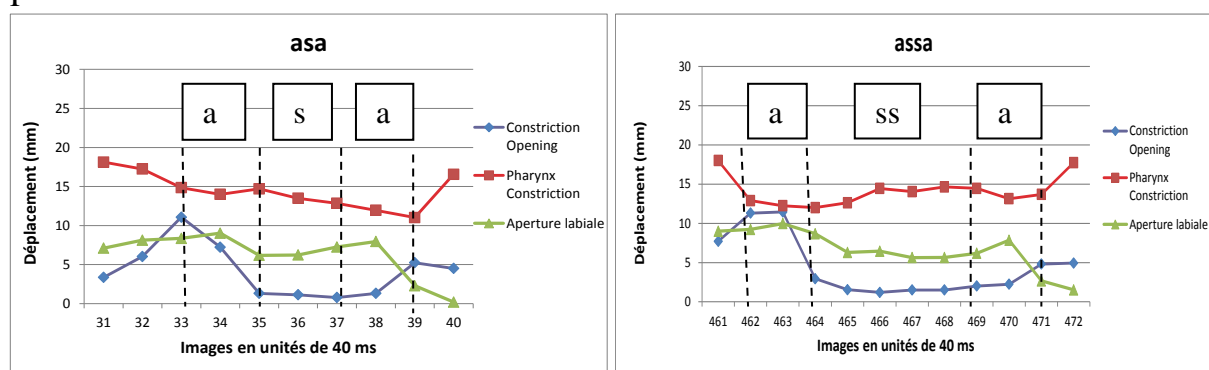 asa
30
25
20
15
10
5
0
Déplacement (mm)
a
s
a
31 32 33 34 35 36 37 38 39 40
Images en unités de 40 ms
Constriction
Opening
Pharynx
Constriction
Aperture labiale
assa
30
25
20
15
10
5
0
Déplacement (mm)
a
ss
a
461 462 463 464 465 466 467 468 469 470 471 472
Images en unités de 40 ms
Constriction
Opening
Pharynx
Constriction
Aperture labiale